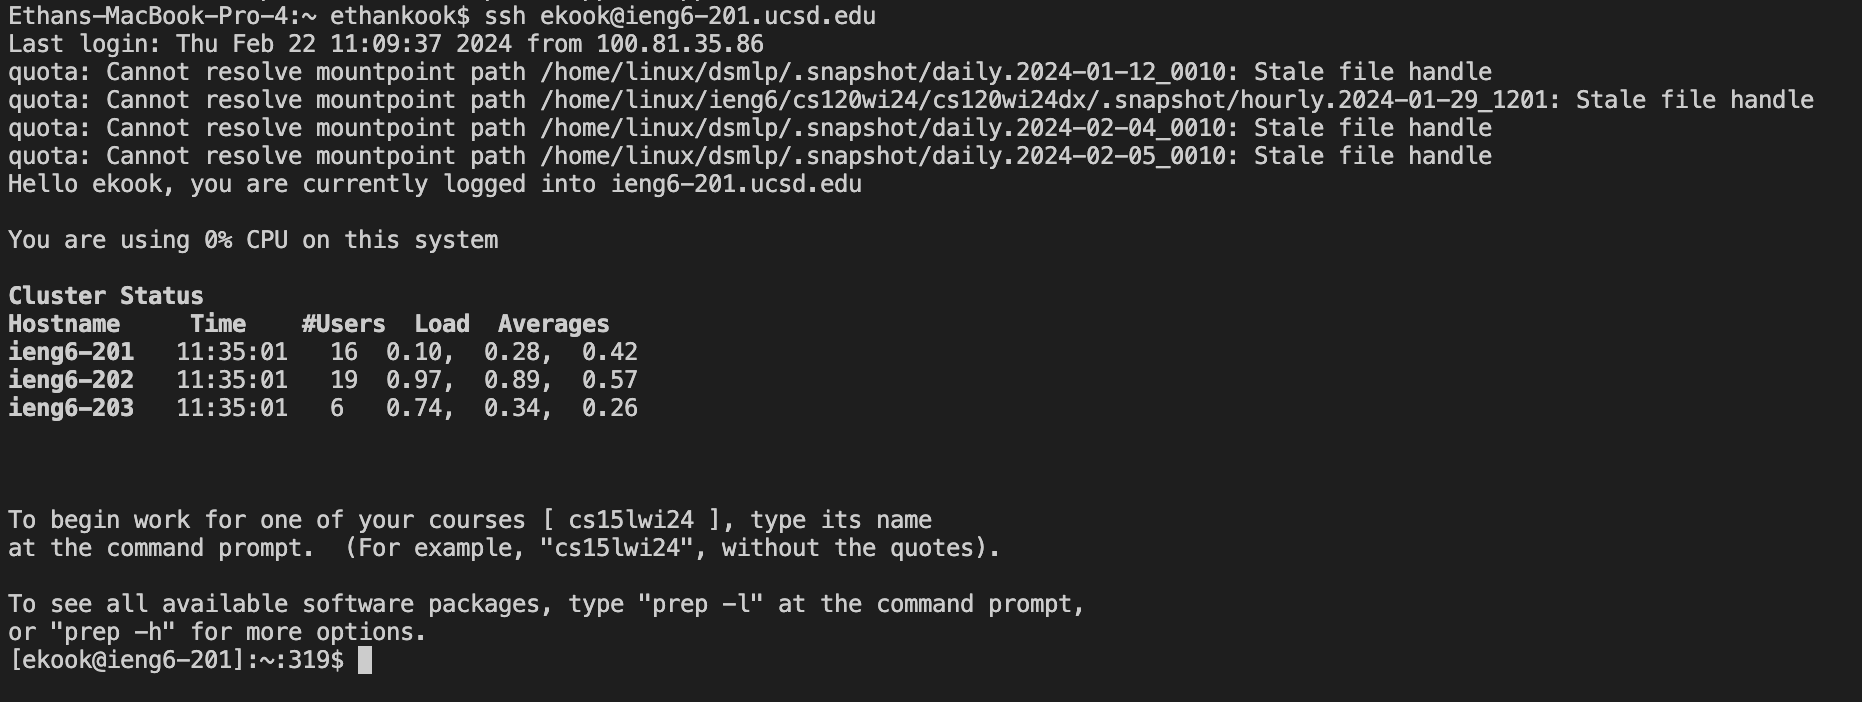 Ethans-MacBook-Pro-4:~ ethankook$ ssh ekook@ieng6-201.ucsd.edu
Last login: Thu Feb 22 11:09:37 2024 from 100.81.35.86
quota: Cannot resolve mountpoint path /home/linux/dsmlp/.snapshot/daily.2024-01-12_0010: Stale file handle
quota: Cannot resolve mountpoint path /home/linux/ieng6/cs120wi24/cs120wi24dx/.snapshot/hourly.2024-01-29_1201: Stale file handle
quota: Cannot resolve mountpoint path /home/linux/dsmlp/.snapshot/daily.2024-02-04_0010: Stale file handle
quota: Cannot resolve mountpoint path /home/linux/dsmlp/.snapshot/daily.2024-02-05_0010: Stale file handle
Hello ekook, you are currently logged into ieng6-201.ucsd.edu
You are using 0% CPU on this system
Cluster Status
Hostname     Time    #Users  Load  Averages
ieng6-201   11:35:01   16  0.10,  0.28,  0.42
ieng6-202   11:35:01   19  0.97,  0.89,  0.57
ieng6-203   11:35:01   6   0.74,  0.34,  0.26
To begin work for one of your courses [ cs15lwi24 ], type its name
at the command prompt.  (For example, "cs15lwi24", without the quotes).
To see all available software packages, type "prep -l" at the command prompt,
or "prep -h" for more options.
[ekook@ieng6-201]:~:319$